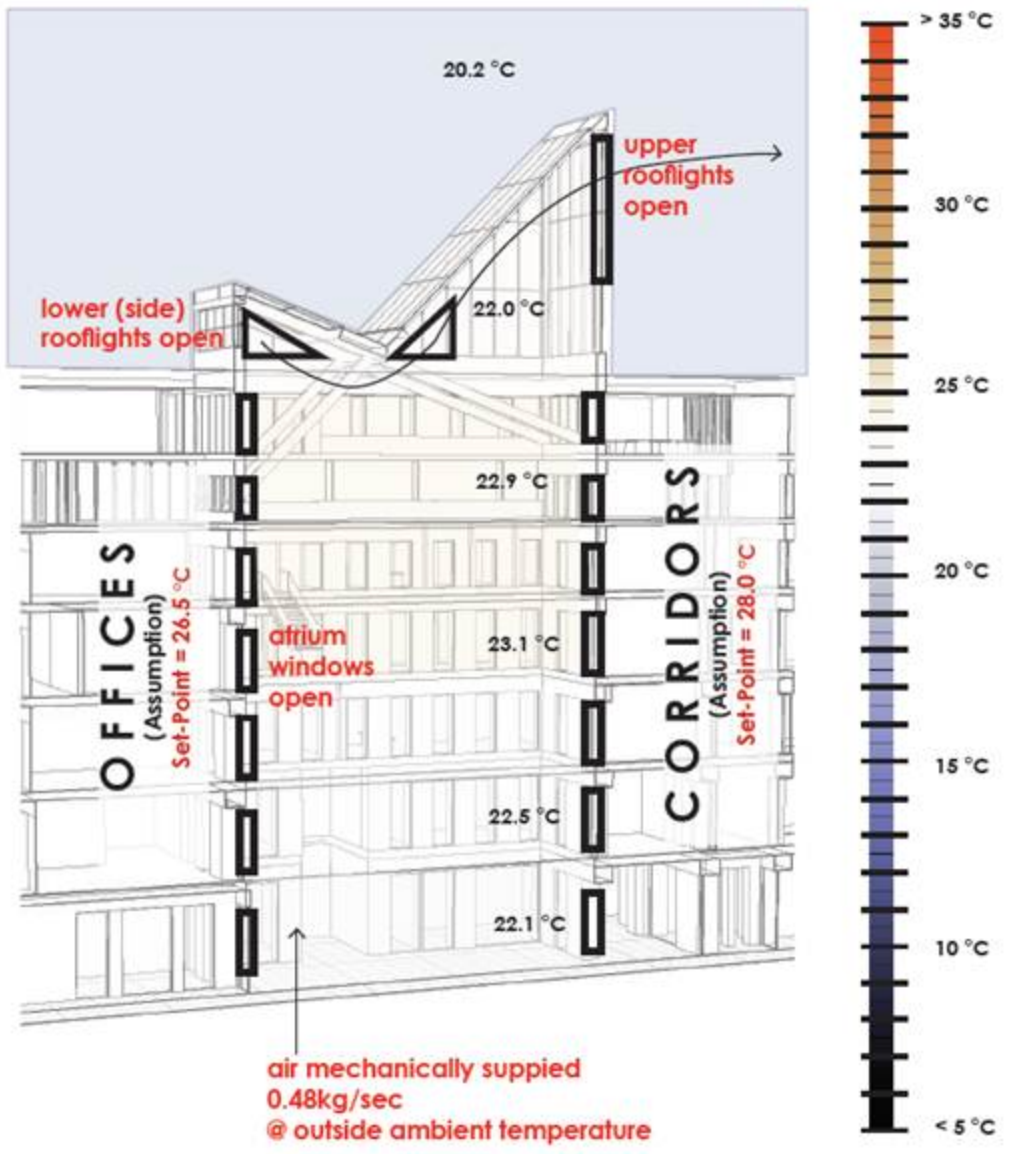 > 35 °C
20.2 °C
upper
rooflights
open
30 °C
lower (side)
rooflights open
22.0 °C
25 °C
22.9 °C
OFFICES
(Assumption)
Set-Point = 26.5 °C
CORRIDORS
(Assumption)
Set-Point = 28.0 °C
20 °C
atrium
windows
open
23.1 °C
15 °C
22.5 °C
22.1 °C
10 °C
air mechanically suppied
0.48kg/sec
@ outside ambient temperature
< 5 °C